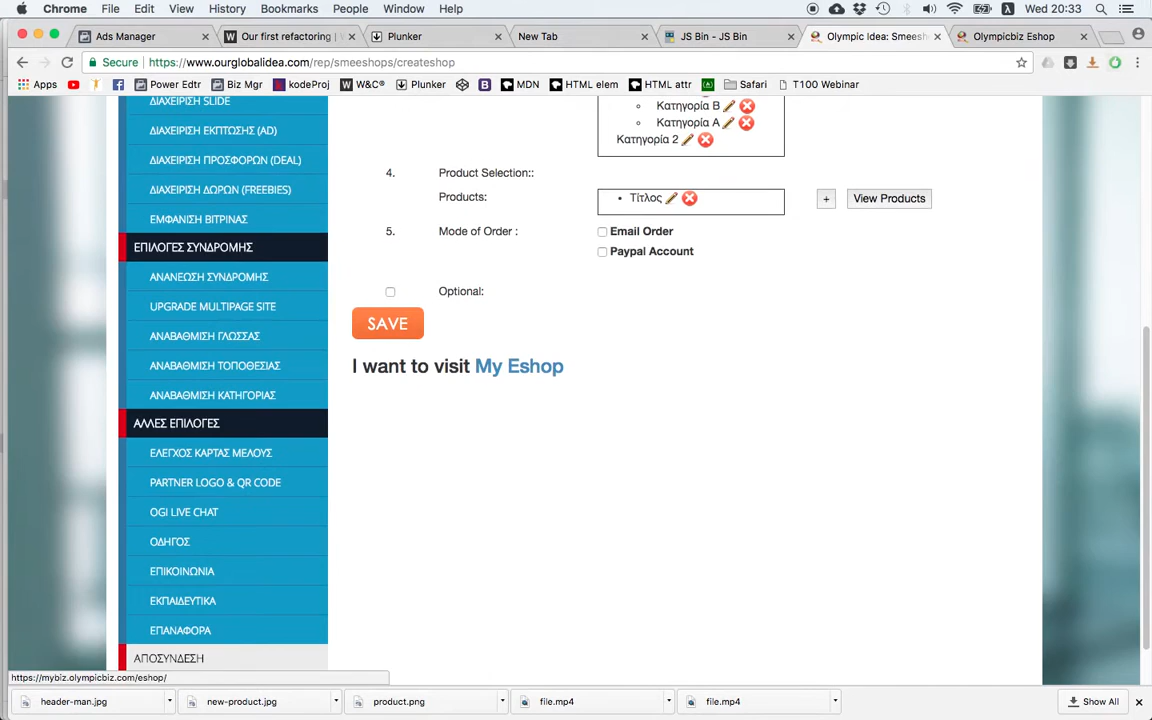 Chrome File Edit View History Bookmarks People Window Help Wed 20:33
Ads Manager Our first refactoring | W Plunker New Tab JS Bin - JS Bin Olympic Idea: Smeesh Olympicbiz Eshop
Secure https://www.ourglobalidea.com/rep/smeeshops/createshop
Apps Power Edtr Biz Mgr kodeProj W&C® Plunker MDN HTML elem HTML attr Safari T100 Webinar
ΔΙΑΧΕΙΡΙΣΗ SLIDE
ΔΙΑΧΕΙΡΙΣΗ ΕΚΠΤΩΣΗΣ (AD)
ΔΙΑΧΕΙΡΙΣΗ ΠΡΟΣΦΟΡΩΝ (DEAL)
ΔΙΑΧΕΙΡΙΣΗ ΔΩΡΩΝ (FREEBIES)
ΕΜΦΑΝΙΣΗ ΒΙΤΡΙΝΑΣ
ΕΠΙΛΟΓΕΣ ΣΥΝΔΡΟΜΗΣ
ΑΝΑΝΕΩΣΗ ΣΥΝΔΡΟΜΗΣ
UPGRADE MULTIPAGE SITE
ΑΝΑΒΑΘΜΙΣΗ ΓΛΩΣΣΑΣ
ΑΝΑΒΑΘΜΙΣΗ ΤΟΠΟΘΕΣΙΑΣ
ΑΝΑΒΑΘΜΙΣΗ ΚΑΤΗΓΟΡΙΑΣ
ΑΛΛΕΣ ΕΠΙΛΟΓΕΣ
ΕΛΕΓΧΟΣ ΚΑΡΤΑΣ ΜΕΛΟΥΣ
PARTNER LOGO & QR CODE
OGI LIVE CHAT
ΟΔΗΓΟΣ
ΕΠΙΚΟΙΝΩΝΙΑ
ΕΚΠΑΙΔΕΥΤΙΚΑ
ΕΠΑΝΑΦΟΡΑ
ΑΠΟΣΥΝΔΕΣΗ
Κατηγορία Β
Κατηγορία Α
Κατηγορία 2
4. Product Selection::
Products: Τίτλος + View Products
5. Mode of Order : Email Order
Paypal Account
Optional:
SAVE
I want to visit My Eshop
https://mybiz.olympicbiz.com/eshop/
header-man.jpg new-product.jpg product.png file.mp4 file.mp4 Show All